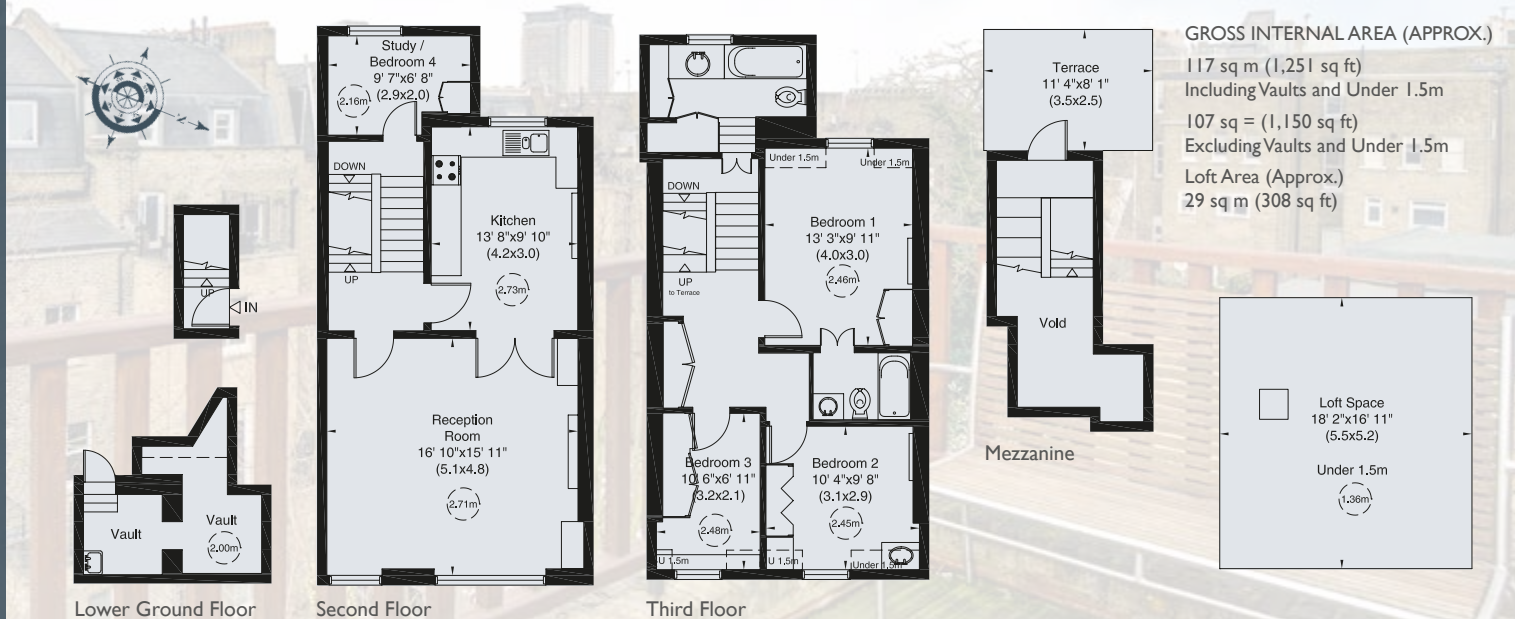 Study /
Bedroom 4
9' 7"x6' 8"
(2.9x2.0)
2.16m
DOWN
UP
Kitchen
13' 8"x9' 10"
(4.2x3.0)
2.73m
Reception
Room
16' 10"x15' 11"
(5.1x4.8)
2.71m
Second Floor
UP
IN
Vault
Vault
2.00m
Lower Ground Floor
Under 1.5m
Under 1.5m
DOWN
UP
to Terrace
Bedroom 1
13' 3"x9' 11"
(4.0x3.0)
2.46m
Bedroom 3
10' 6"x6' 11"
(3.2x2.1)
2.48m
U 1.5m
Bedroom 2
10' 4"x9' 8"
(3.1x2.9)
2.45m
U 1.5m
Under 1.5m
Third Floor
Terrace
11' 4"x8' 1"
(3.5x2.5)
Void
Mezzanine
GROSS INTERNAL AREA (APPROX.)
117 sq m (1,251 sq ft)
Including Vaults and Under 1.5m
107 sq = (1,150 sq ft)
Excluding Vaults and Under 1.5m
Loft Area (Approx.)
29 sq m (308 sq ft)
Loft Space
18' 2"x16' 11"
(5.5x5.2)
Under 1.5m
1.36m